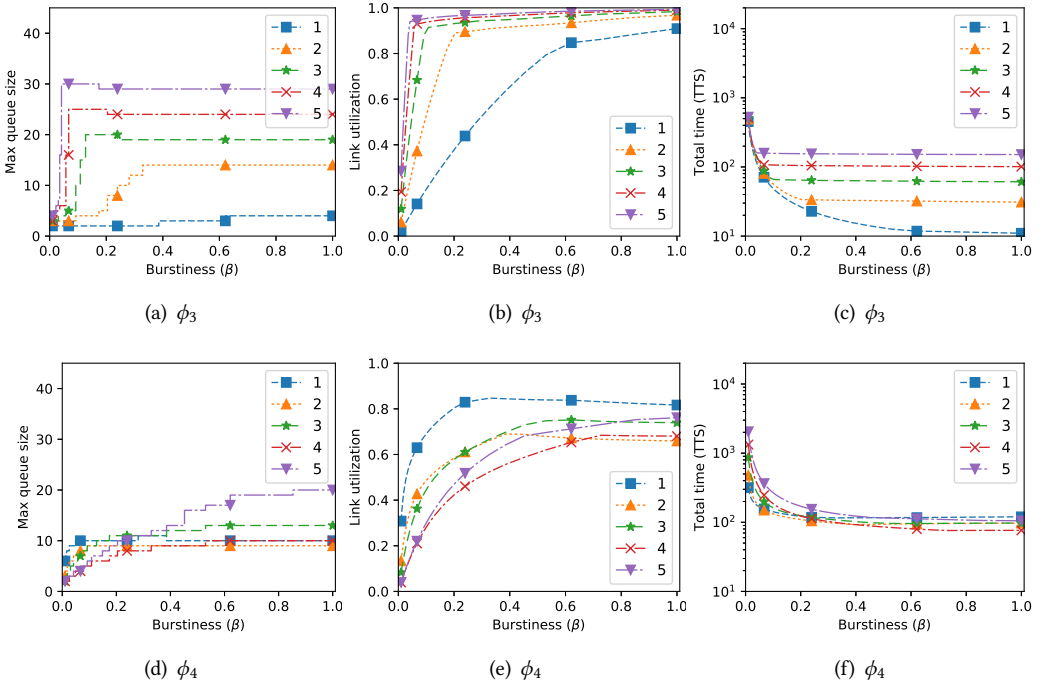 Max queue size
40
30
20
10
0
0.0 0.2 0.4 0.6 0.8 1.0
Burstiness (β)
1
2
3
4
5
(a) ϕ3
Link utilization
1.0
0.8
0.6
0.4
0.2
0.0
0.0 0.2 0.4 0.6 0.8 1.0
Burstiness (β)
1
2
3
4
5
(b) ϕ3
Total time (TTS)
10⁴
10³
10²
10¹
0.0 0.2 0.4 0.6 0.8 1.0
Burstiness (β)
1
2
3
4
5
(c) ϕ3
Max queue size
40
30
20
10
0
0.0 0.2 0.4 0.6 0.8 1.0
Burstiness (β)
1
2
3
4
5
(d) ϕ4
Link utilization
1.0
0.8
0.6
0.4
0.2
0.0
0.0 0.2 0.4 0.6 0.8 1.0
Burstiness (β)
1
2
3
4
5
(e) ϕ4
Total time (TTS)
10⁴
10³
10²
10¹
0.0 0.2 0.4 0.6 0.8 1.0
Burstiness (β)
1
2
3
4
5
(f) ϕ4